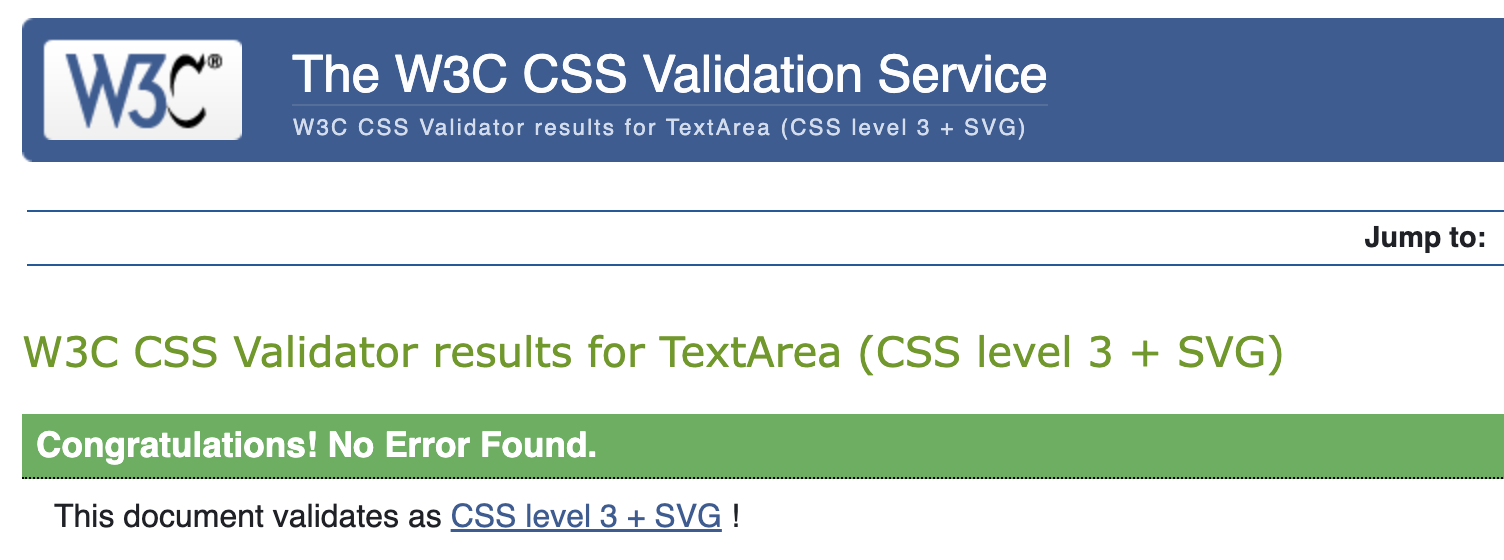 W3C®
The W3C CSS Validation Service
W3C CSS Validator results for TextArea (CSS level 3 + SVG)
Jump to:
W3C CSS Validator results for TextArea (CSS level 3 + SVG)
Congratulations! No Error Found.
This document validates as CSS level 3 + SVG !